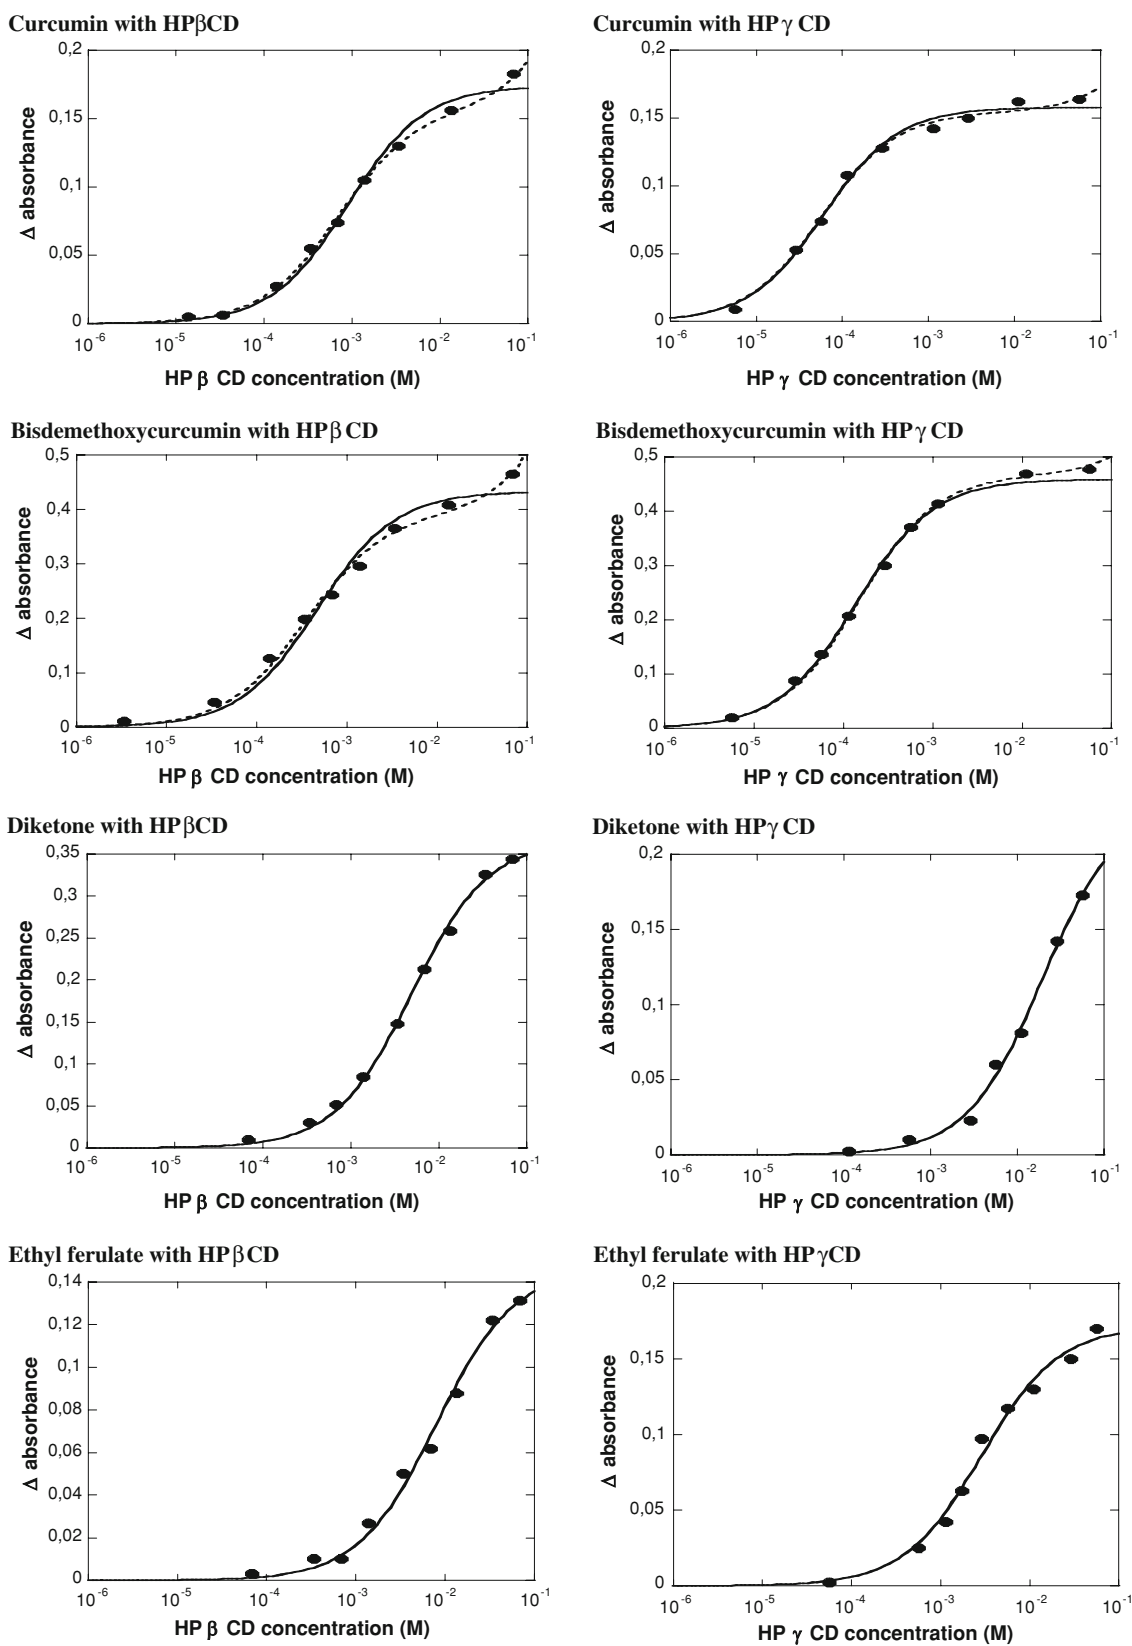 Curcumin with HPβCD
0,2
0,15
0,1
0,05
0
Δ absorbance
10-6 10-5 10-4 10-3 10-2 10-1
HP β CD concentration (M)
Curcumin with HP γ CD
0,2
0,15
0,1
0,05
0
Δ absorbance
10-6 10-5 10-4 10-3 10-2 10-1
HP γ CD concentration (M)
Bisdemethoxycurcumin with HP β CD
0,5
0,4
0,3
0,2
0,1
0
Δ absorbance
10-6 10-5 10-4 10-3 10-2 10-1
HP β CD concentration (M)
Bisdemethoxycurcumin with HP γ CD
0,5
0,4
0,3
0,2
0,1
0
Δ absorbance
10-6 10-5 10-4 10-3 10-2 10-1
HP γ CD concentration (M)
Diketone with HPβCD
0,35
0,3
0,25
0,2
0,15
0,1
0,05
0
Δ absorbance
10-6 10-5 10-4 10-3 10-2 10-1
HP β CD concentration (M)
Diketone with HPγ CD
0,2
0,15
0,1
0,05
0
Δ absorbance
10-6 10-5 10-4 10-3 10-2 10-1
HP γ CD concentration (M)
Ethyl ferulate with HPβCD
0,14
0,12
0,1
0,08
0,06
0,04
0,02
0
Δ absorbance
10-6 10-5 10-4 10-3 10-2 10-1
HP β CD concentration (M)
Ethyl ferulate with HPγCD
0,2
0,15
0,1
0,05
0
Δ absorbance
10-6 10-5 10-4 10-3 10-2 10-1
HP γ CD concentration (M)